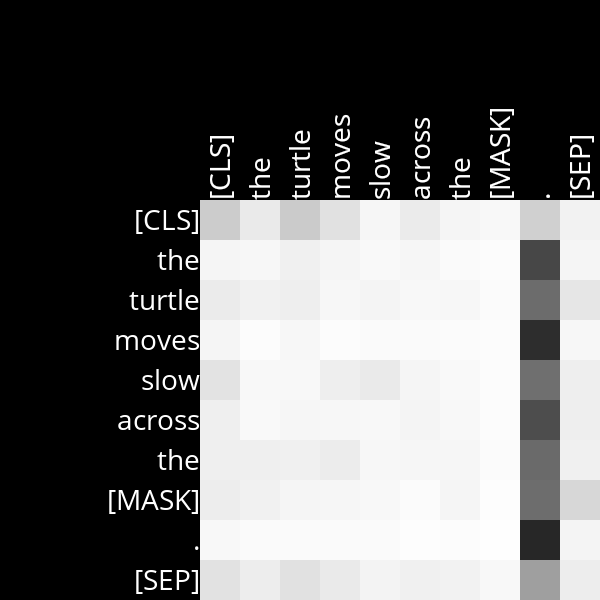 [CLS] the turtle moves slow across the [MASK] . [SEP]
[CLS]
the
turtle
moves
slow
across
the
[MASK]
.
[SEP]